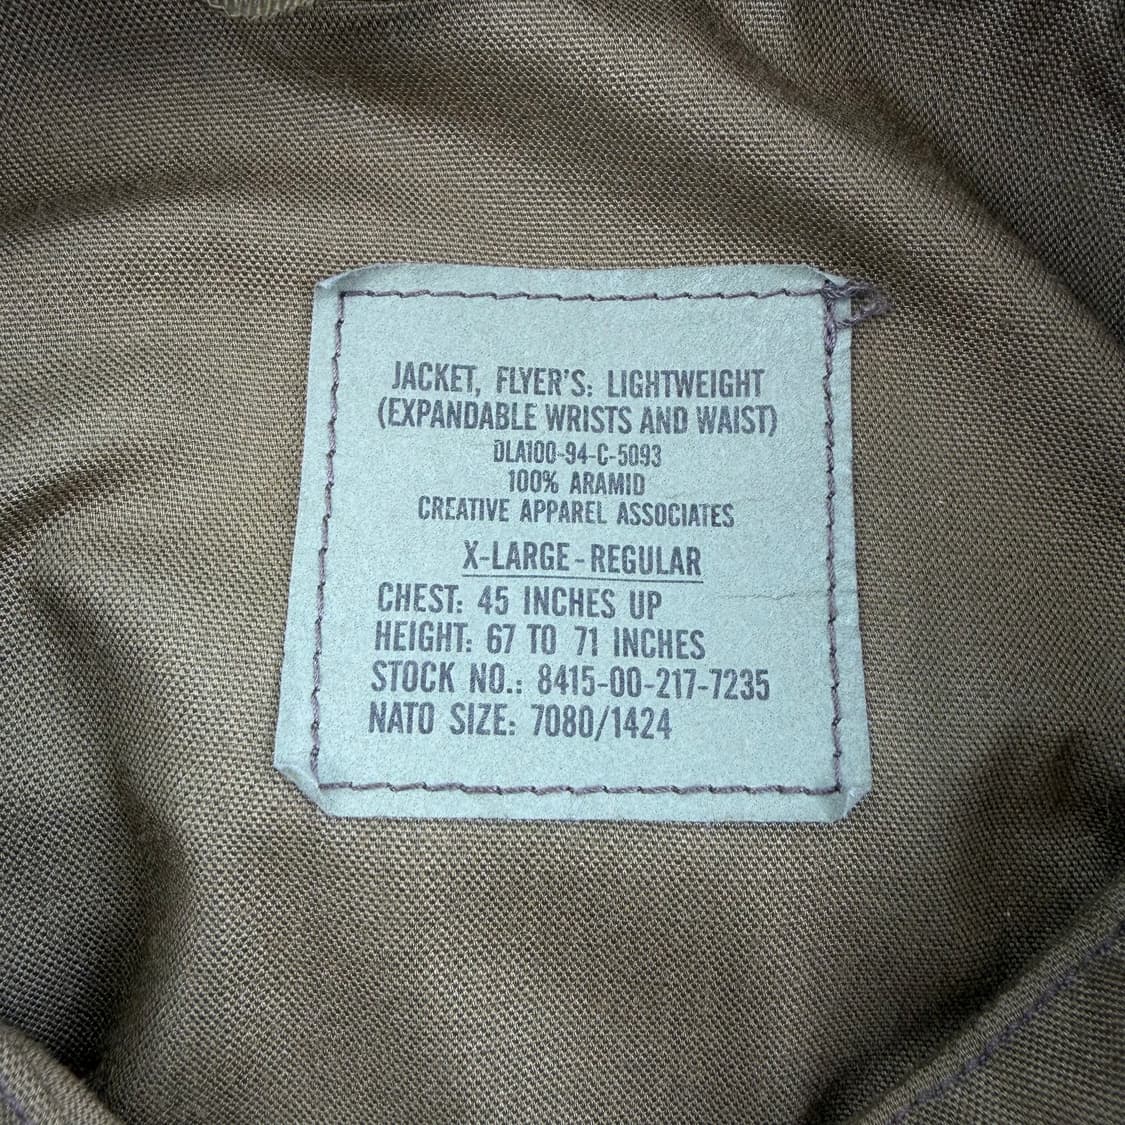 JACKET, FLYER'S: LIGHTWEIGHT
(EXPANDABLE WRISTS AND WAIST)
DLA100-94-C-5093
100% ARAMID
CREATIVE APPAREL ASSOCIATES
X-LARGE-REGULAR
CHEST: 45 INCHES UP
HEIGHT: 67 TO 71 INCHES
STOCK NO.: 8415-00-217-7235
NATO SIZE: 7080/1424